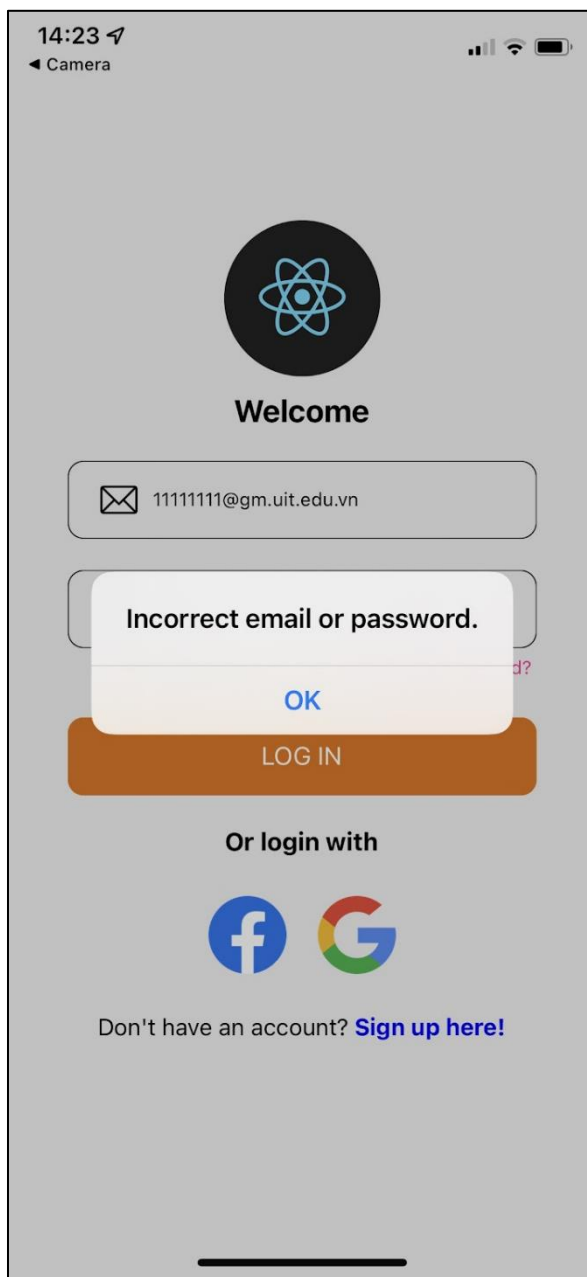 14:23
◀ Camera
Welcome
11111111@gm.uit.edu.vn
Incorrect email or password.
d?
OK
LOG IN
Or login with
Don't have an account? Sign up here!